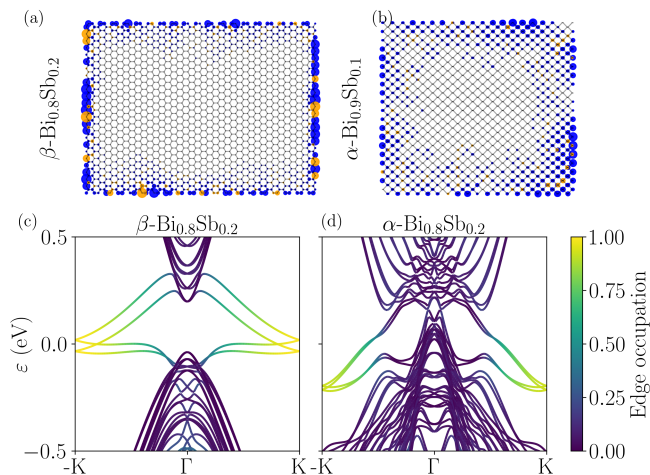 (a)
(b)
β-Bi0.8Sb0.2
α-Bi0.9Sb0.1
(c)
β-Bi0.8Sb0.2
(d)
α-Bi0.8Sb0.2
0.5
0.0
−0.5
ε (eV)
-K
Γ
K
-K
Γ
K
1.00
0.75
0.50
0.25
0.00
Edge occupation